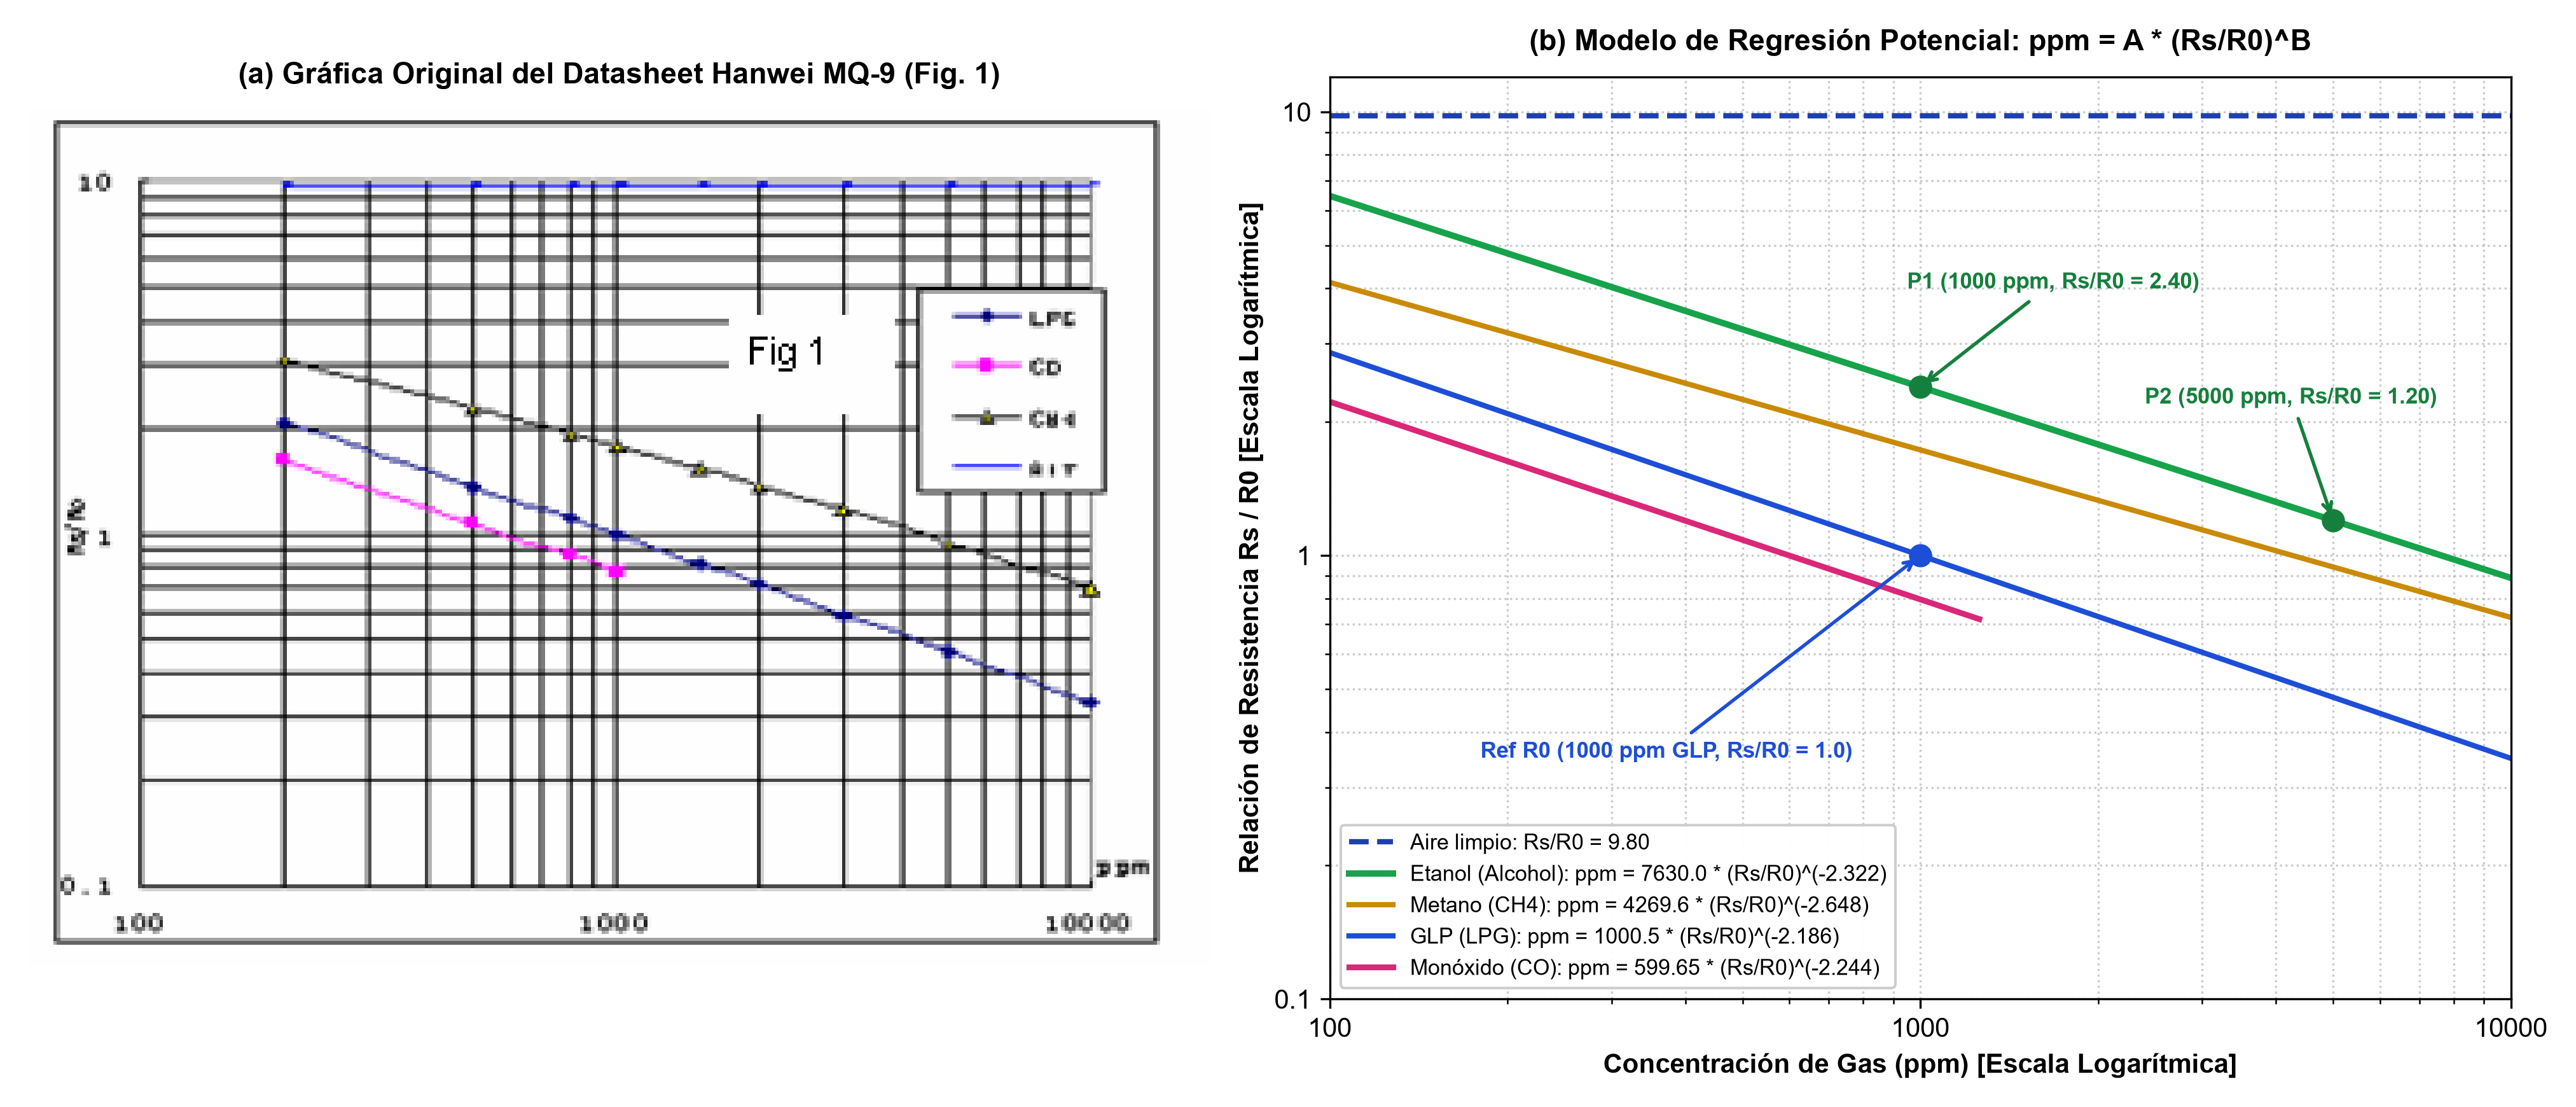 (a) Gráfica Original del Datasheet Hanwei MQ-9 (Fig. 1)
10
1
0.1
Rs/Ro
Fig 1
LPG
CO
CH4
air
ppm
100
1000
10000
(b) Modelo de Regresión Potencial: ppm = A * (Rs/R0)^B
Relación de Resistencia Rs / R0 [Escala Logarítmica]
10
1
0.1
P1 (1000 ppm, Rs/R0 = 2.40)
P2 (5000 ppm, Rs/R0 = 1.20)
Ref R0 (1000 ppm GLP, Rs/R0 = 1.0)
Aire limpio: Rs/R0 = 9.80
Etanol (Alcohol): ppm = 7630.0 * (Rs/R0)^(-2.322)
Metano (CH4): ppm = 4269.6 * (Rs/R0)^(-2.648)
GLP (LPG): ppm = 1000.5 * (Rs/R0)^(-2.186)
Monóxido (CO): ppm = 599.65 * (Rs/R0)^(-2.244)
100
1000
10000
Concentración de Gas (ppm) [Escala Logarítmica]